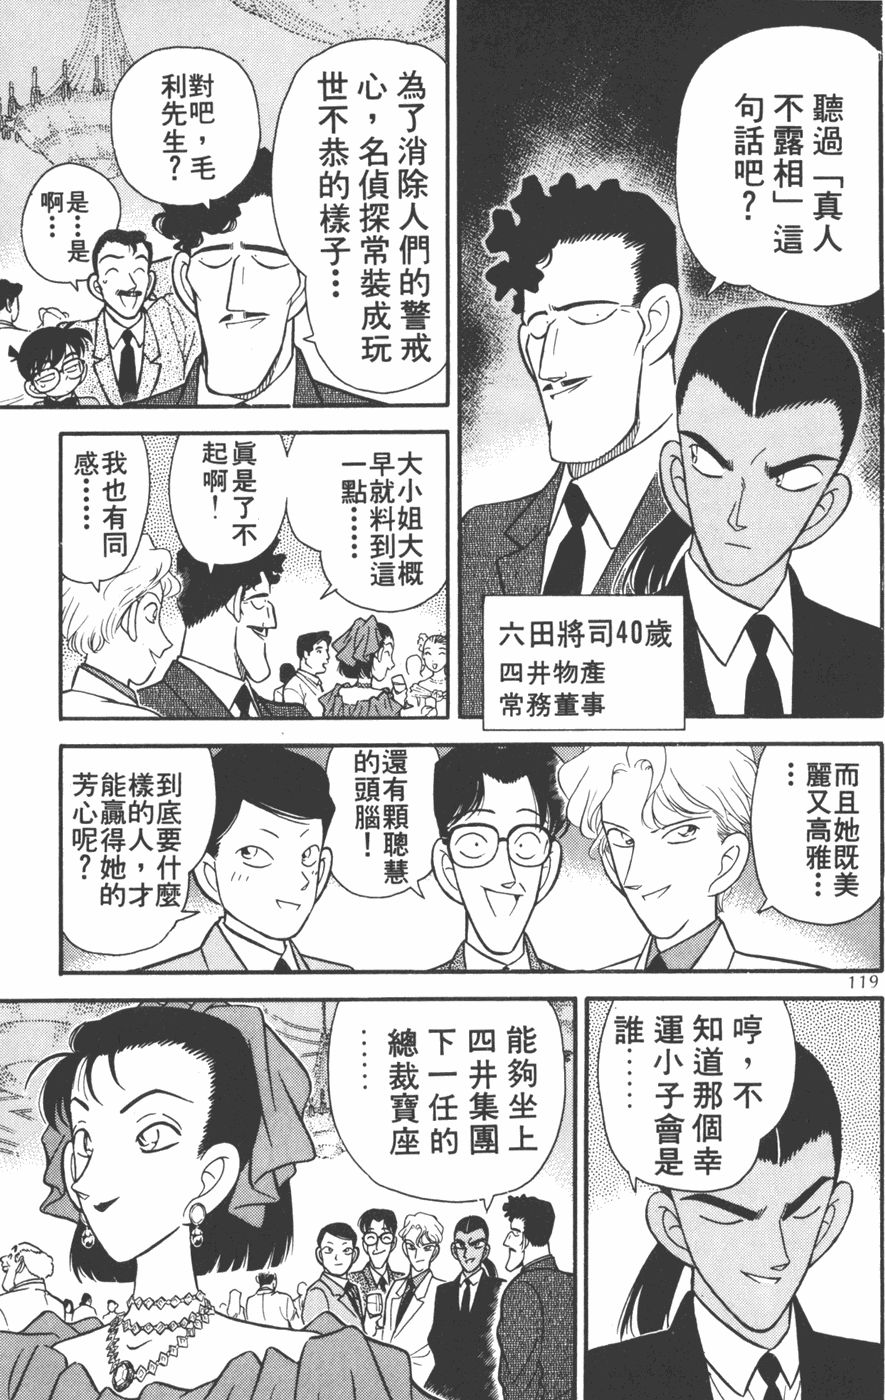 聽過「真人
不露相」這
句話吧？
六田將司40歲
四井物產
常務董事
為了消除人們的警戒
心，名偵探常裝成玩
世不恭的樣子…
對吧，毛
利先生？
是…是
啊…
大小姐大概
早就料到這
一點……
真是了不
起啊！
我也有同
感……
而且她既美
麗又高雅…
…
還有顆聰慧
的頭腦！
到底要什麼
樣的人，才
能贏得她的
芳心呢？
119
哼，不
知道那個幸
運小子會是
誰……
能夠坐上
四井集團
下一任的
總裁寶座
……